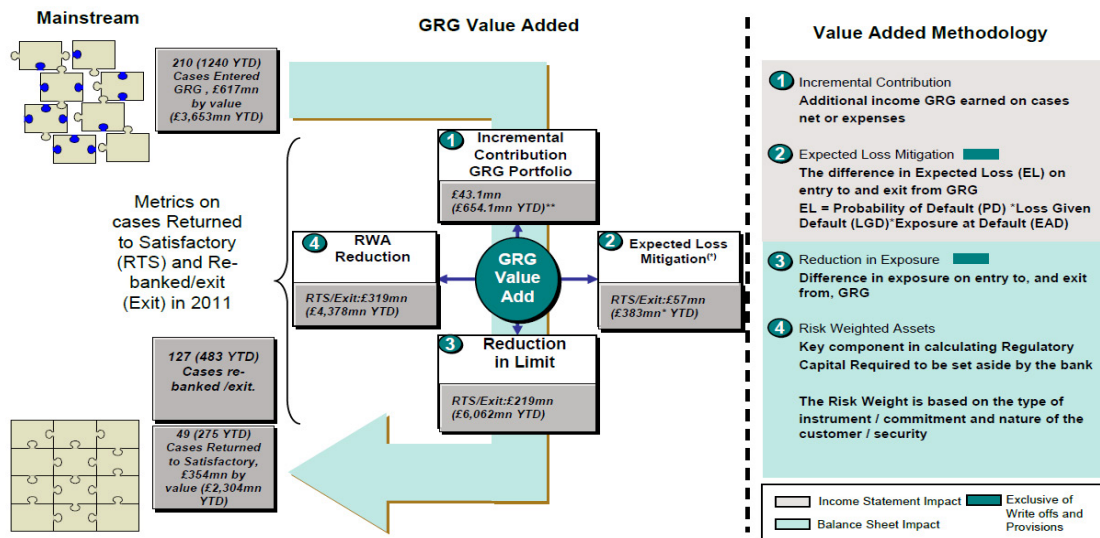 Mainstream
GRG Value Added
210 (1240 YTD)
Cases Entered
GRG , £617mn
by value
(£3,653mn YTD)
1
Incremental
Contribution
GRG Portfolio
£43.1mn
(£654.1mn YTD)**
Metrics on
cases Returned
to Satisfactory
(RTS) and Re-
banked/exit
(Exit) in 2011
4
RWA
Reduction
RTS/Exit:£319mn
(£4,378mn YTD)
GRG
Value
Add
2
Expected Loss
Mitigation(*)
RTS/Exit:£57mn
(£383mn* YTD)
3
Reduction
in Limit
RTS/Exit:£219mn
(£6,062mn YTD)
127 (483 YTD)
Cases re-
banked /exit.
49 (275 YTD)
Cases Returned
to Satisfactory,
£354mn by
value (£2,304mn
YTD)
Value Added Methodology
1 Incremental Contribution
Additional income GRG earned on cases
net or expenses
2 Expected Loss Mitigation
The difference in Expected Loss (EL) on
entry to and exit from GRG
EL = Probability of Default (PD) *Loss Given
Default (LGD)*Exposure at Default (EAD)
3 Reduction in Exposure
Difference in exposure on entry to, and exit
from, GRG
4 Risk Weighted Assets
Key component in calculating Regulatory
Capital Required to be set aside by the bank
The Risk Weight is based on the type of
instrument / commitment and nature of the
customer / security
Income Statement Impact
Balance Sheet Impact
Exclusive of
Write offs and
Provisions